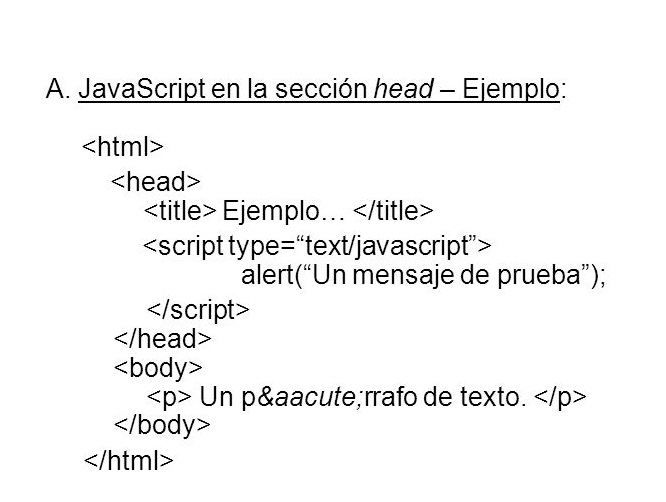 A. JavaScript en la sección head – Ejemplo:
<html>
<head>
<title> Ejemplo… </title>
<script type=“text/javascript”>
alert(“Un mensaje de prueba”);
</script>
</head>
<body>
<p> Un p&aacute;rrafo de texto. </p>
</body>
</html>